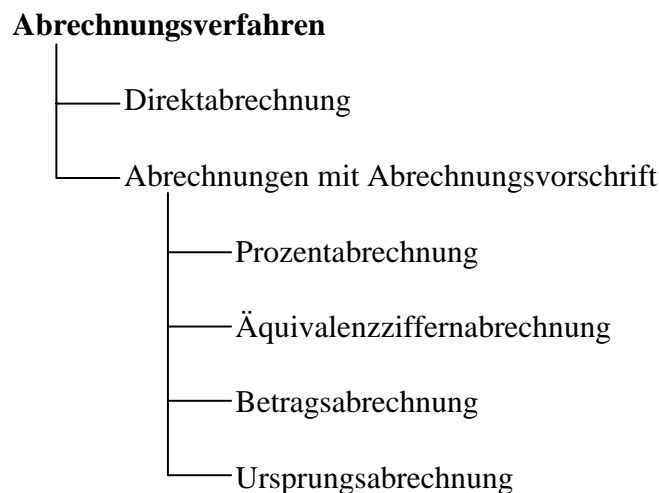 Abrechnungsverfahren
Direktabrechnung
Abrechnungen mit Abrechnungsvorschrift
Prozentabrechnung
Äquivalenzziffernabrechnung
Betragsabrechnung
Ursprungsabrechnung